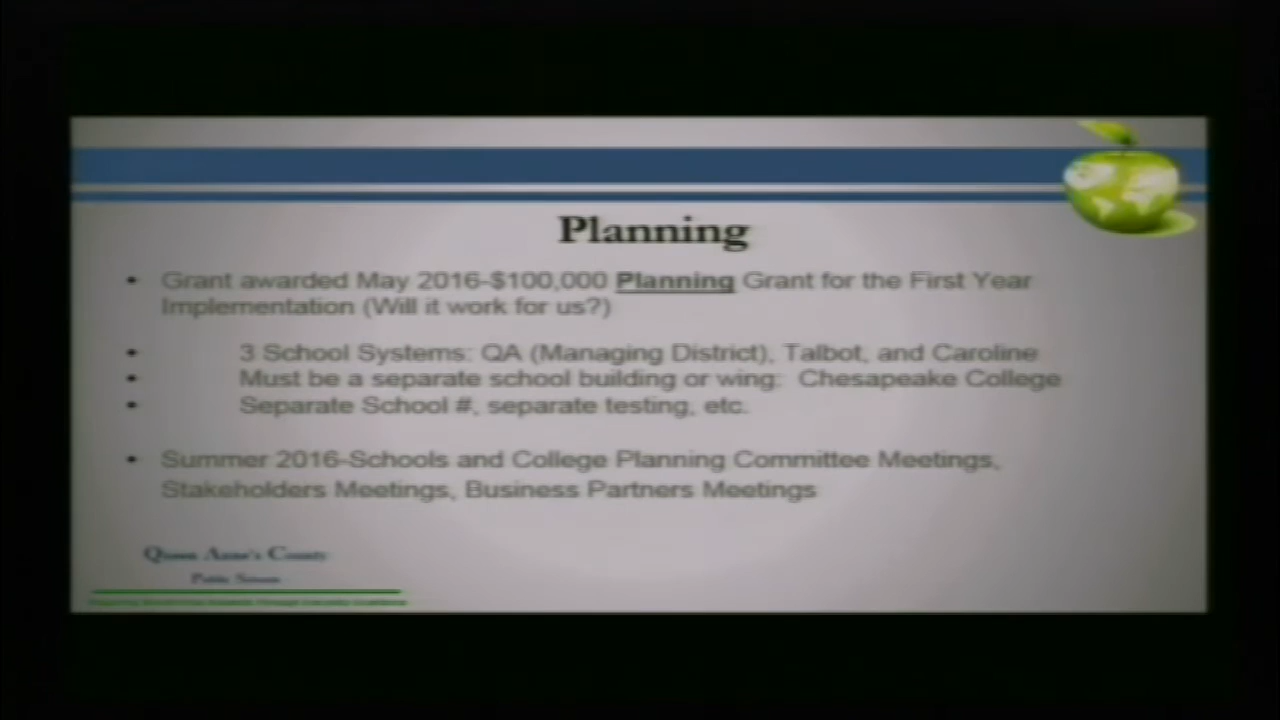 Planning
• Grant awarded May 2016-$100,000 Planning Grant for the First Year
Implementation (Will it work for us?)
• 3 School Systems: QA (Managing District), Talbot, and Caroline
• Must be a separate school building or wing: Chesapeake College
• Separate School #, separate testing, etc.
• Summer 2016-Schools and College Planning Committee Meetings,
Stakeholders Meetings, Business Partners Meetings
Queen Anne's County
Public Schools